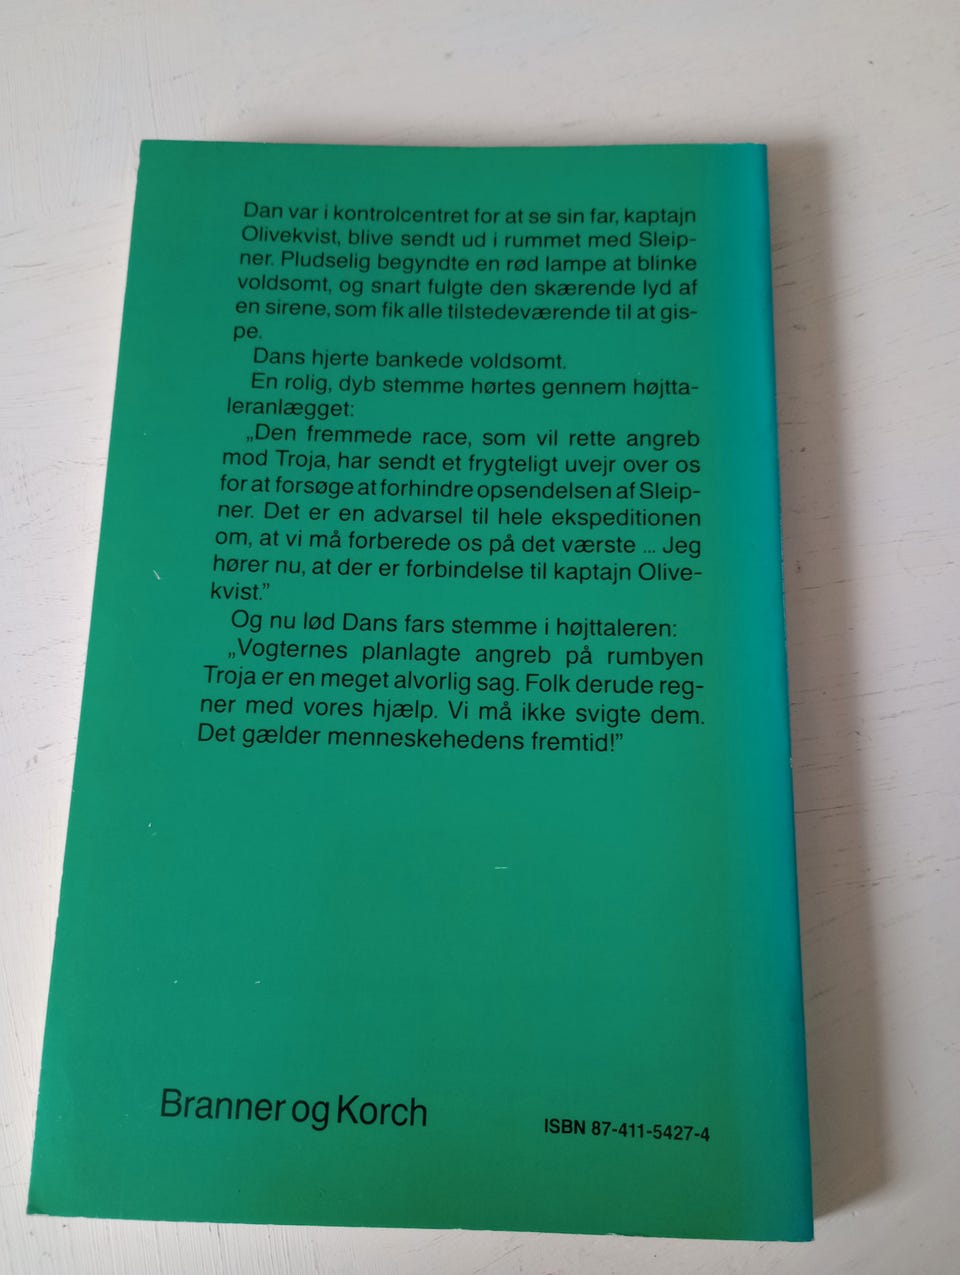 Dan var i kontrolcentret for at se sin far, kaptajn
Olivekvist, blive sendt ud i rummet med Sleip-
ner. Pludselig begyndte en rød lampe at blinke
voldsomt, og snart fulgte den skærende lyd af
en sirene, som fik alle tilstedeværende til at gis-
pe.
Dans hjerte bankede voldsomt.
En rolig, dyb stemme hørtes gennem højtta-
leranlægget:
„Den fremmede race, som vil rette angreb
mod Troja, har sendt et frygteligt uvejr over os
for at forsøge at forhindre opsendelsen af Sleip-
ner. Det er en advarsel til hele ekspeditionen
om, at vi må forberede os på det værste ... Jeg
hører nu, at der er forbindelse til kaptajn Olive-
kvist.”
Og nu lød Dans fars stemme i højttaleren:
„Vogternes planlagte angreb på rumbyen
Troja er en meget alvorlig sag. Folk derude reg-
ner med vores hjælp. Vi må ikke svigte dem.
Det gælder menneskehedens fremtid!”
Branner og Korch
ISBN 87-411-5427-4